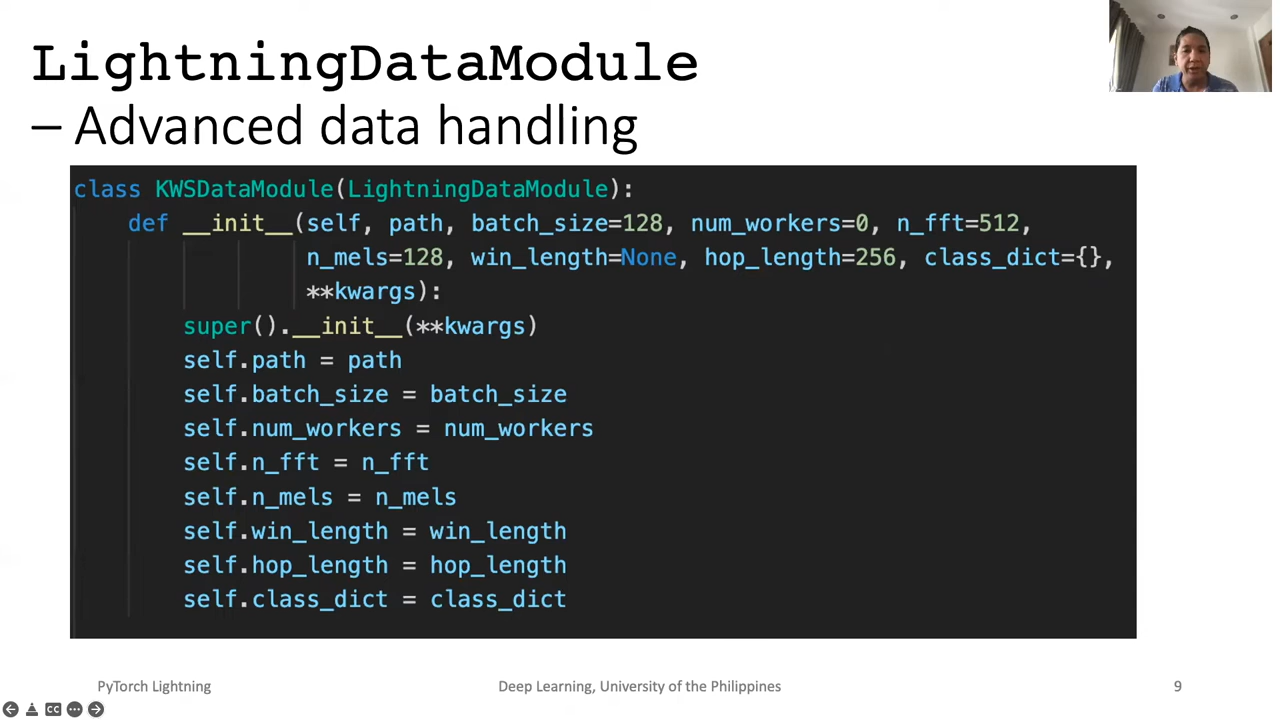 LightningDataModule
– Advanced data handling
class KWSDataModule(LightningDataModule):
    def __init__(self, path, batch_size=128, num_workers=0, n_fft=512,
                 n_mels=128, win_length=None, hop_length=256, class_dict={},
                 **kwargs):
        super().__init__(**kwargs)
        self.path = path
        self.batch_size = batch_size
        self.num_workers = num_workers
        self.n_fft = n_fft
        self.n_mels = n_mels
        self.win_length = win_length
        self.hop_length = hop_length
        self.class_dict = class_dict
PyTorch Lightning
Deep Learning, University of the Philippines
9
CC